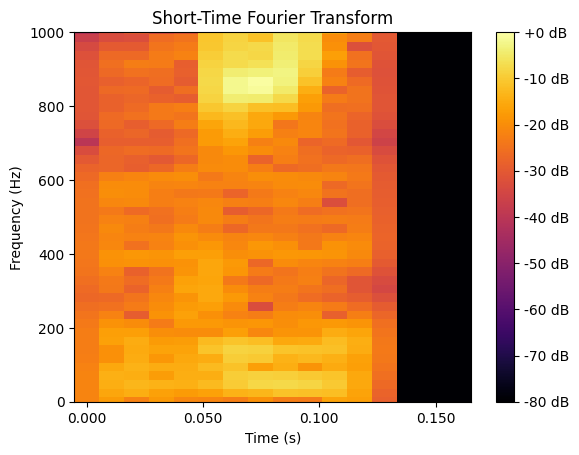 Short-Time Fourier Transform
Frequency (Hz)
1000
800
600
400
200
0
0.000
0.050
0.100
0.150
Time (s)
+0 dB
-10 dB
-20 dB
-30 dB
-40 dB
-50 dB
-60 dB
-70 dB
-80 dB